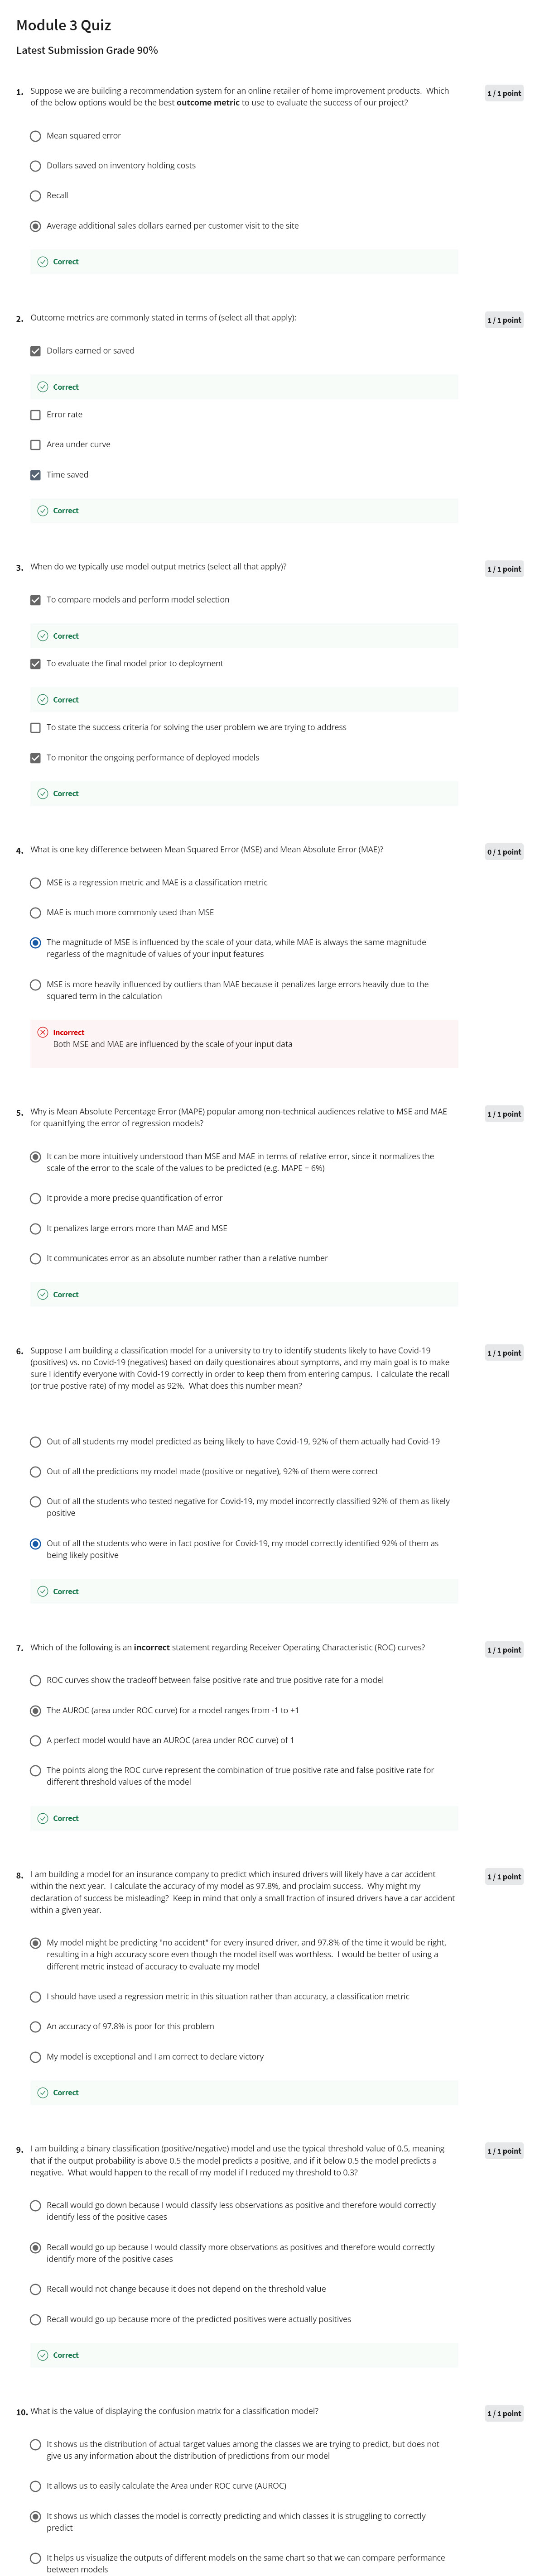 Module 3 Quiz
Latest Submission Grade 90%
1. Suppose we are building a recommendation system for an online retailer of home improvement products. Which
of the below options would be the best outcome metric to use to evaluate the success of our project?
1 / 1 point
Mean squared error
Dollars saved on inventory holding costs
Recall
Average additional sales dollars earned per customer visit to the site
Correct
2. Outcome metrics are commonly stated in terms of (select all that apply):
1 / 1 point
Dollars earned or saved
Correct
Error rate
Area under curve
Time saved
Correct
3. When do we typically use model output metrics (select all that apply)?
1 / 1 point
To compare models and perform model selection
Correct
To evaluate the final model prior to deployment
Correct
To state the success criteria for solving the user problem we are trying to address
To monitor the ongoing performance of deployed models
Correct
4. What is one key difference between Mean Squared Error (MSE) and Mean Absolute Error (MAE)?
0 / 1 point
MSE is a regression metric and MAE is a classification metric
MAE is much more commonly used than MSE
The magnitude of MSE is influenced by the scale of your data, while MAE is always the same magnitude
regarless of the magnitude of values of your input features
MSE is more heavily influenced by outliers than MAE because it penalizes large errors heavily due to the
squared term in the calculation
Incorrect
Both MSE and MAE are influenced by the scale of your input data
5. Why is Mean Absolute Percentage Error (MAPE) popular among non-technical audiences relative to MSE and MAE
for quanitfying the error of regression models?
1 / 1 point
It can be more intuitively understood than MSE and MAE in terms of relative error, since it normalizes the
scale of the error to the scale of the values to be predicted (e.g. MAPE = 6%)
It provide a more precise quantification of error
It penalizes large errors more than MAE and MSE
It communicates error as an absolute number rather than a relative number
Correct
6. Suppose I am building a classification model for a university to try to identify students likely to have Covid-19
(positives) vs. no Covid-19 (negatives) based on daily questionaires about symptoms, and my main goal is to make
sure I identify everyone with Covid-19 correctly in order to keep them from entering campus. I calculate the recall
(or true postive rate) of my model as 92%. What does this number mean?
1 / 1 point
Out of all students my model predicted as being likely to have Covid-19, 92% of them actually had Covid-19
Out of all the predictions my model made (positive or negative), 92% of them were correct
Out of all the students who tested negative for Covid-19, my model incorrectly classified 92% of them as likely
positive
Out of all the students who were in fact postive for Covid-19, my model correctly identified 92% of them as
being likely positive
Correct
7. Which of the following is an incorrect statement regarding Receiver Operating Characteristic (ROC) curves?
1 / 1 point
ROC curves show the tradeoff between false positive rate and true positive rate for a model
The AUROC (area under ROC curve) for a model ranges from -1 to +1
A perfect model would have an AUROC (area under ROC curve) of 1
The points along the ROC curve represent the combination of true positive rate and false positive rate for
different threshold values of the model
Correct
8. I am building a model for an insurance company to predict which insured drivers will likely have a car accident
within the next year. I calculate the accuracy of my model as 97.8%, and proclaim success. Why might my
declaration of success be misleading? Keep in mind that only a small fraction of insured drivers have a car accident
within a given year.
1 / 1 point
My model might be predicting "no accident" for every insured driver, and 97.8% of the time it would be right,
resulting in a high accuracy score even though the model itself was worthless. I would be better of using a
different metric instead of accuracy to evaluate my model
I should have used a regression metric in this situation rather than accuracy, a classification metric
An accuracy of 97.8% is poor for this problem
My model is exceptional and I am correct to declare victory
Correct
9. I am building a binary classification (positive/negative) model and use the typical threshold value of 0.5, meaning
that if the output probability is above 0.5 the model predicts a positive, and if it below 0.5 the model predicts a
negative. What would happen to the recall of my model if I reduced my threshold to 0.3?
1 / 1 point
Recall would go down because I would classify less observations as positive and therefore would correctly
identify less of the positive cases
Recall would go up because I would classify more observations as positives and therefore would correctly
identify more of the positive cases
Recall would not change because it does not depend on the threshold value
Recall would go up because more of the predicted positives were actually positives
Correct
10. What is the value of displaying the confusion matrix for a classification model?
1 / 1 point
It shows us the distribution of actual target values among the classes we are trying to predict, but does not
give us any information about the distribution of predictions from our model
It allows us to easily calculate the Area under ROC curve (AUROC)
It shows us which classes the model is correctly predicting and which classes it is struggling to correctly
predict
It helps us visualize the outputs of different models on the same chart so that we can compare performance
between models